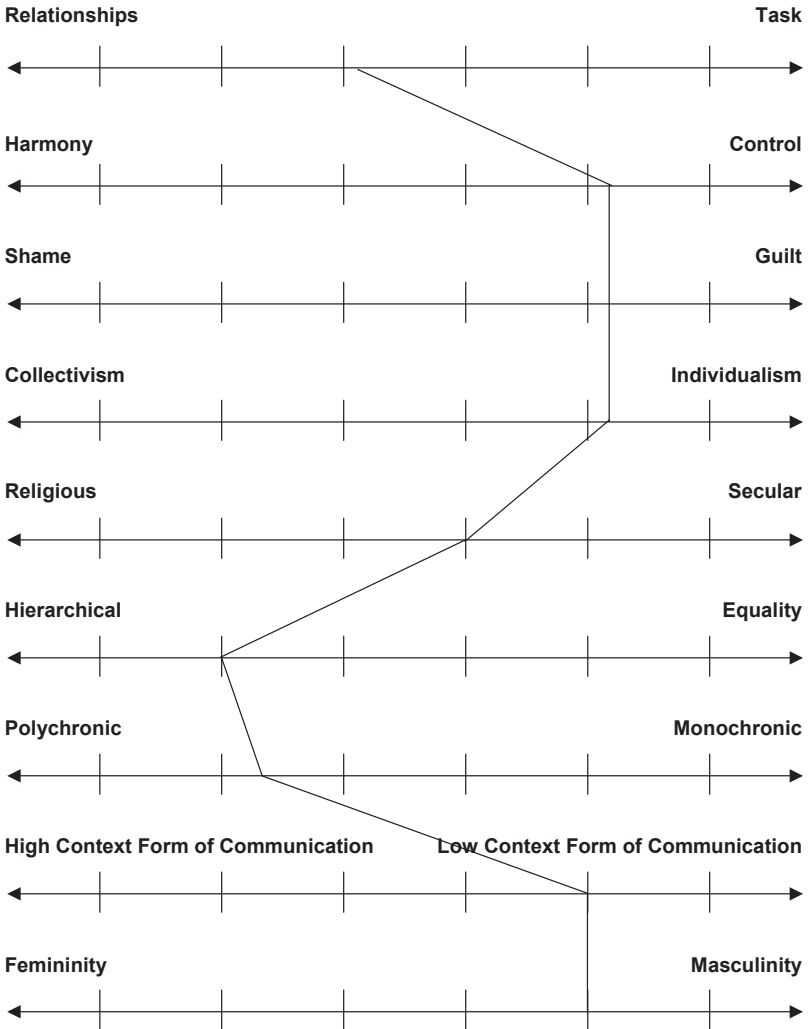 Relationships Task
Harmony Control
Shame Guilt
Collectivism Individualism
Religious Secular
Hierarchical Equality
Polychronic Monochronic
High Context Form of Communication Low Context Form of Communication
Femininity Masculinity